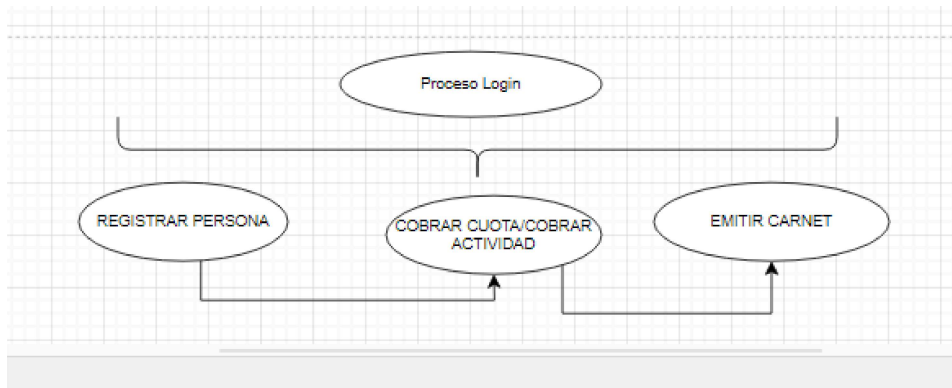 Proceso Login
REGISTRAR PERSONA
COBRAR CUOTA/COBRAR
ACTIVIDAD
EMITIR CARNET